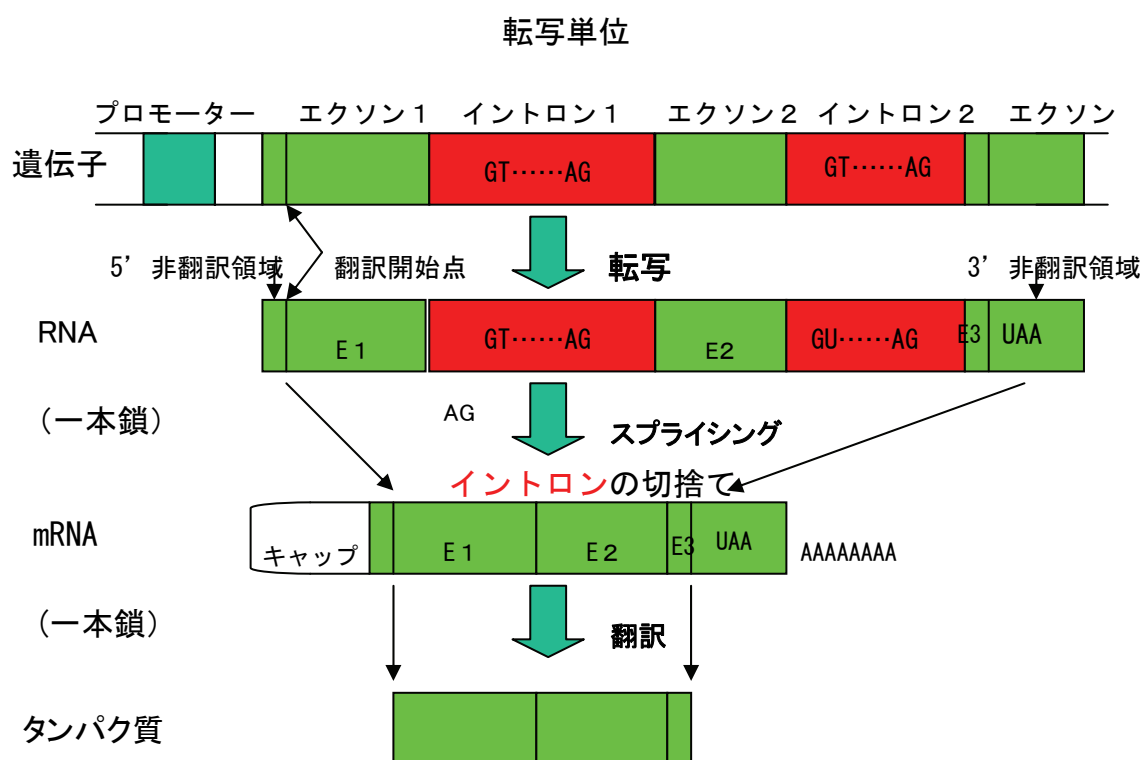 転写単位
プロモーター エクソン１ イントロン１ エクソン２ イントロン２ エクソン
遺伝子 GT……AG GT……AG
転写
5’ 非翻訳領域 翻訳開始点 3’ 非翻訳領域
RNA E１ GT……AG E２ GU……AG E3 UAA
（一本鎖） AG スプライシング
イントロンの切捨て
mRNA キャップ E１ E２ E3 UAA AAAAAAAA
（一本鎖） 翻訳
タンパク質